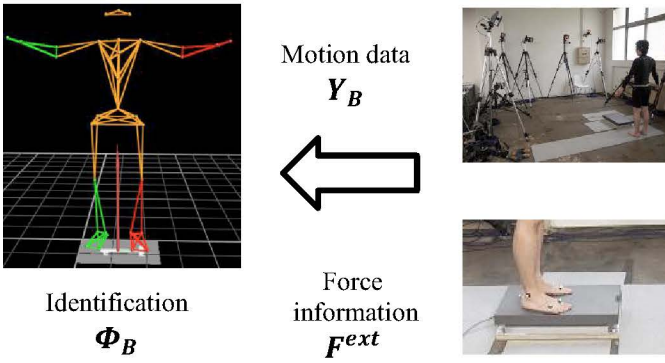 Motion data
Y_B
Identification
Φ_B
Force
information
F^{ext}